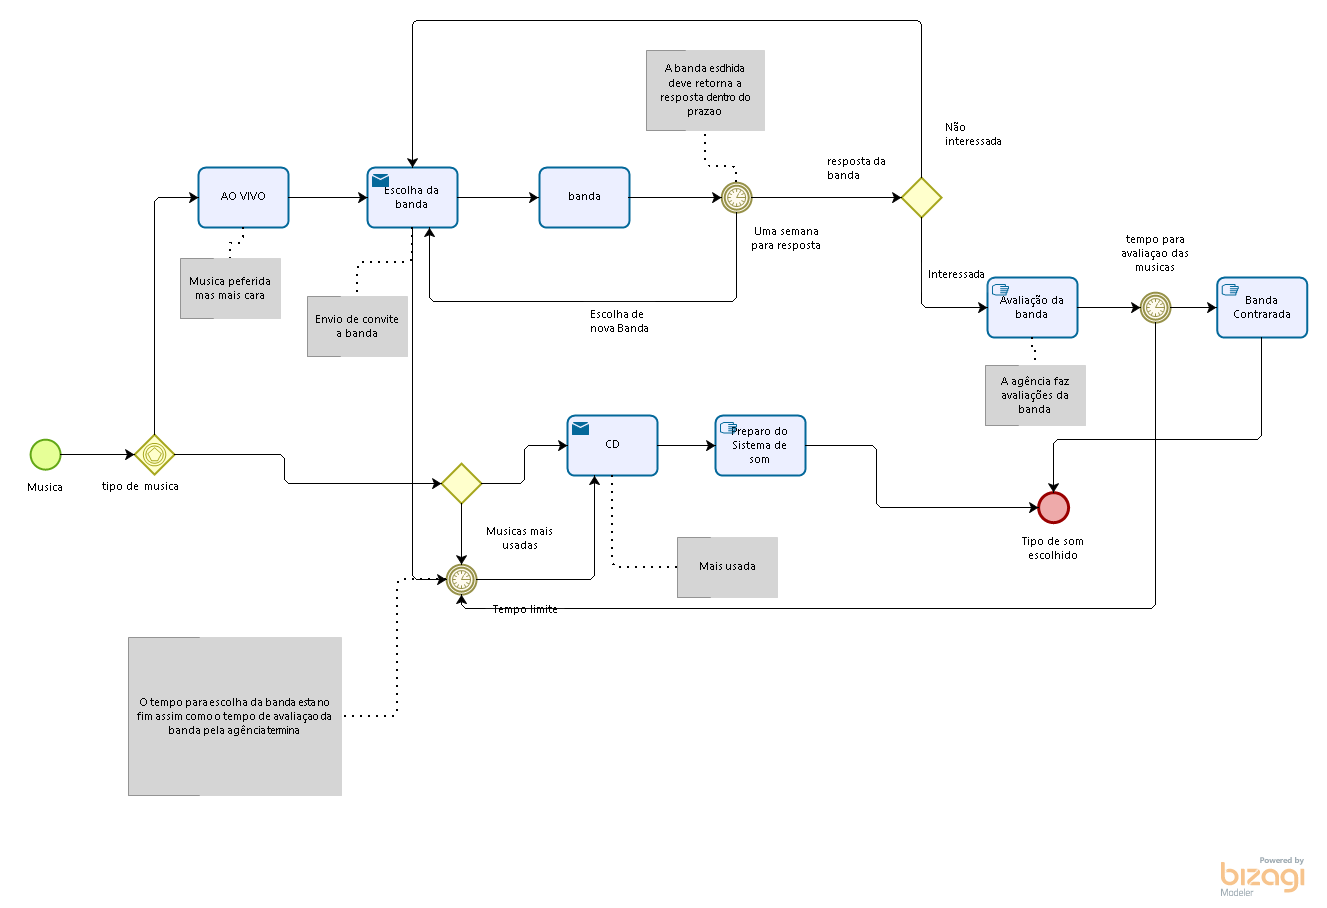 A banda esdhida
deve retorna a
resposta dentro do
prazao
Não
interessada
resposta da
banda
AO VIVO
Escolha da
banda
banda
Uma semana
para resposta
tempo para
avaliaçao das
musicas
Musica peferida
mas mais cara
Interessada
Avaliação da
banda
Banda
Contrarada
Envio de convite
a banda
Escolha de
nova Banda
A agência faz
avaliações da
banda
CD
Preparo do
Sistema de
som
Musica
tipo de musica
Musicas mais
usadas
Tipo de som
escolhido
Mais usada
Tempo limite
O tempo para escolha da banda esta no
fim assim como o tempo de avaliaçao da
banda pela agência termina
Powered by
bizagi
Modeler